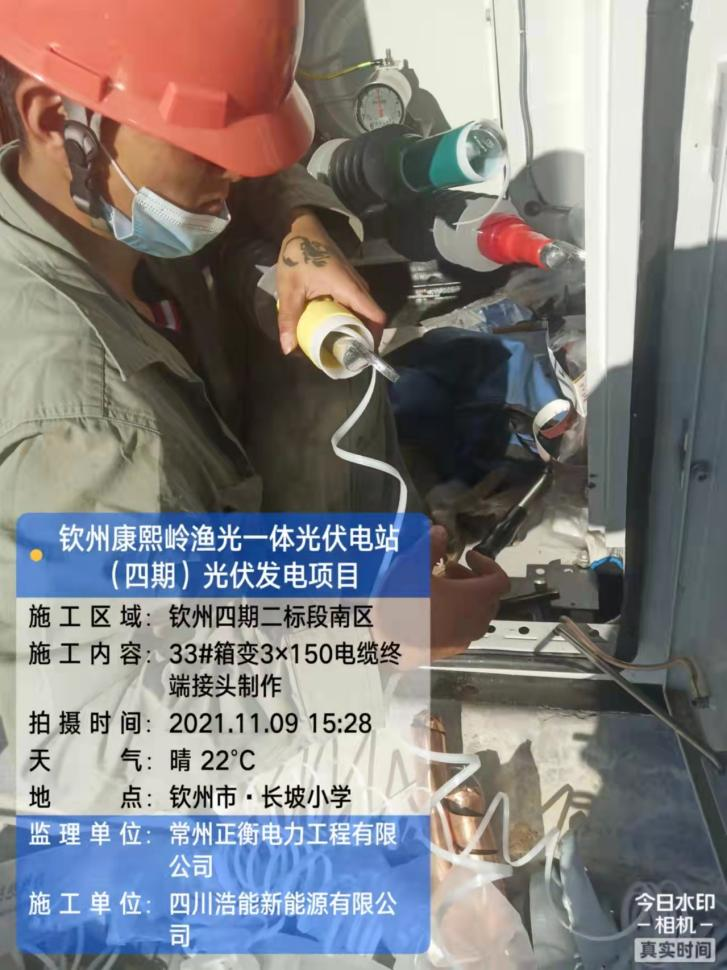 钦州康熙岭渔光一体光伏电站
（四期）光伏发电项目
施工区域：钦州四期二标段南区
施工内容：33#箱变3×150电缆终
端接头制作
拍摄时间：2021.11.09 15:28
天气：晴 22°C
地点：钦州市·长坡小学
监理单位：常州正衡电力工程有限
公司
施工单位：四川浩能新能源有限公
司
今日水印
－相机－
真实时间